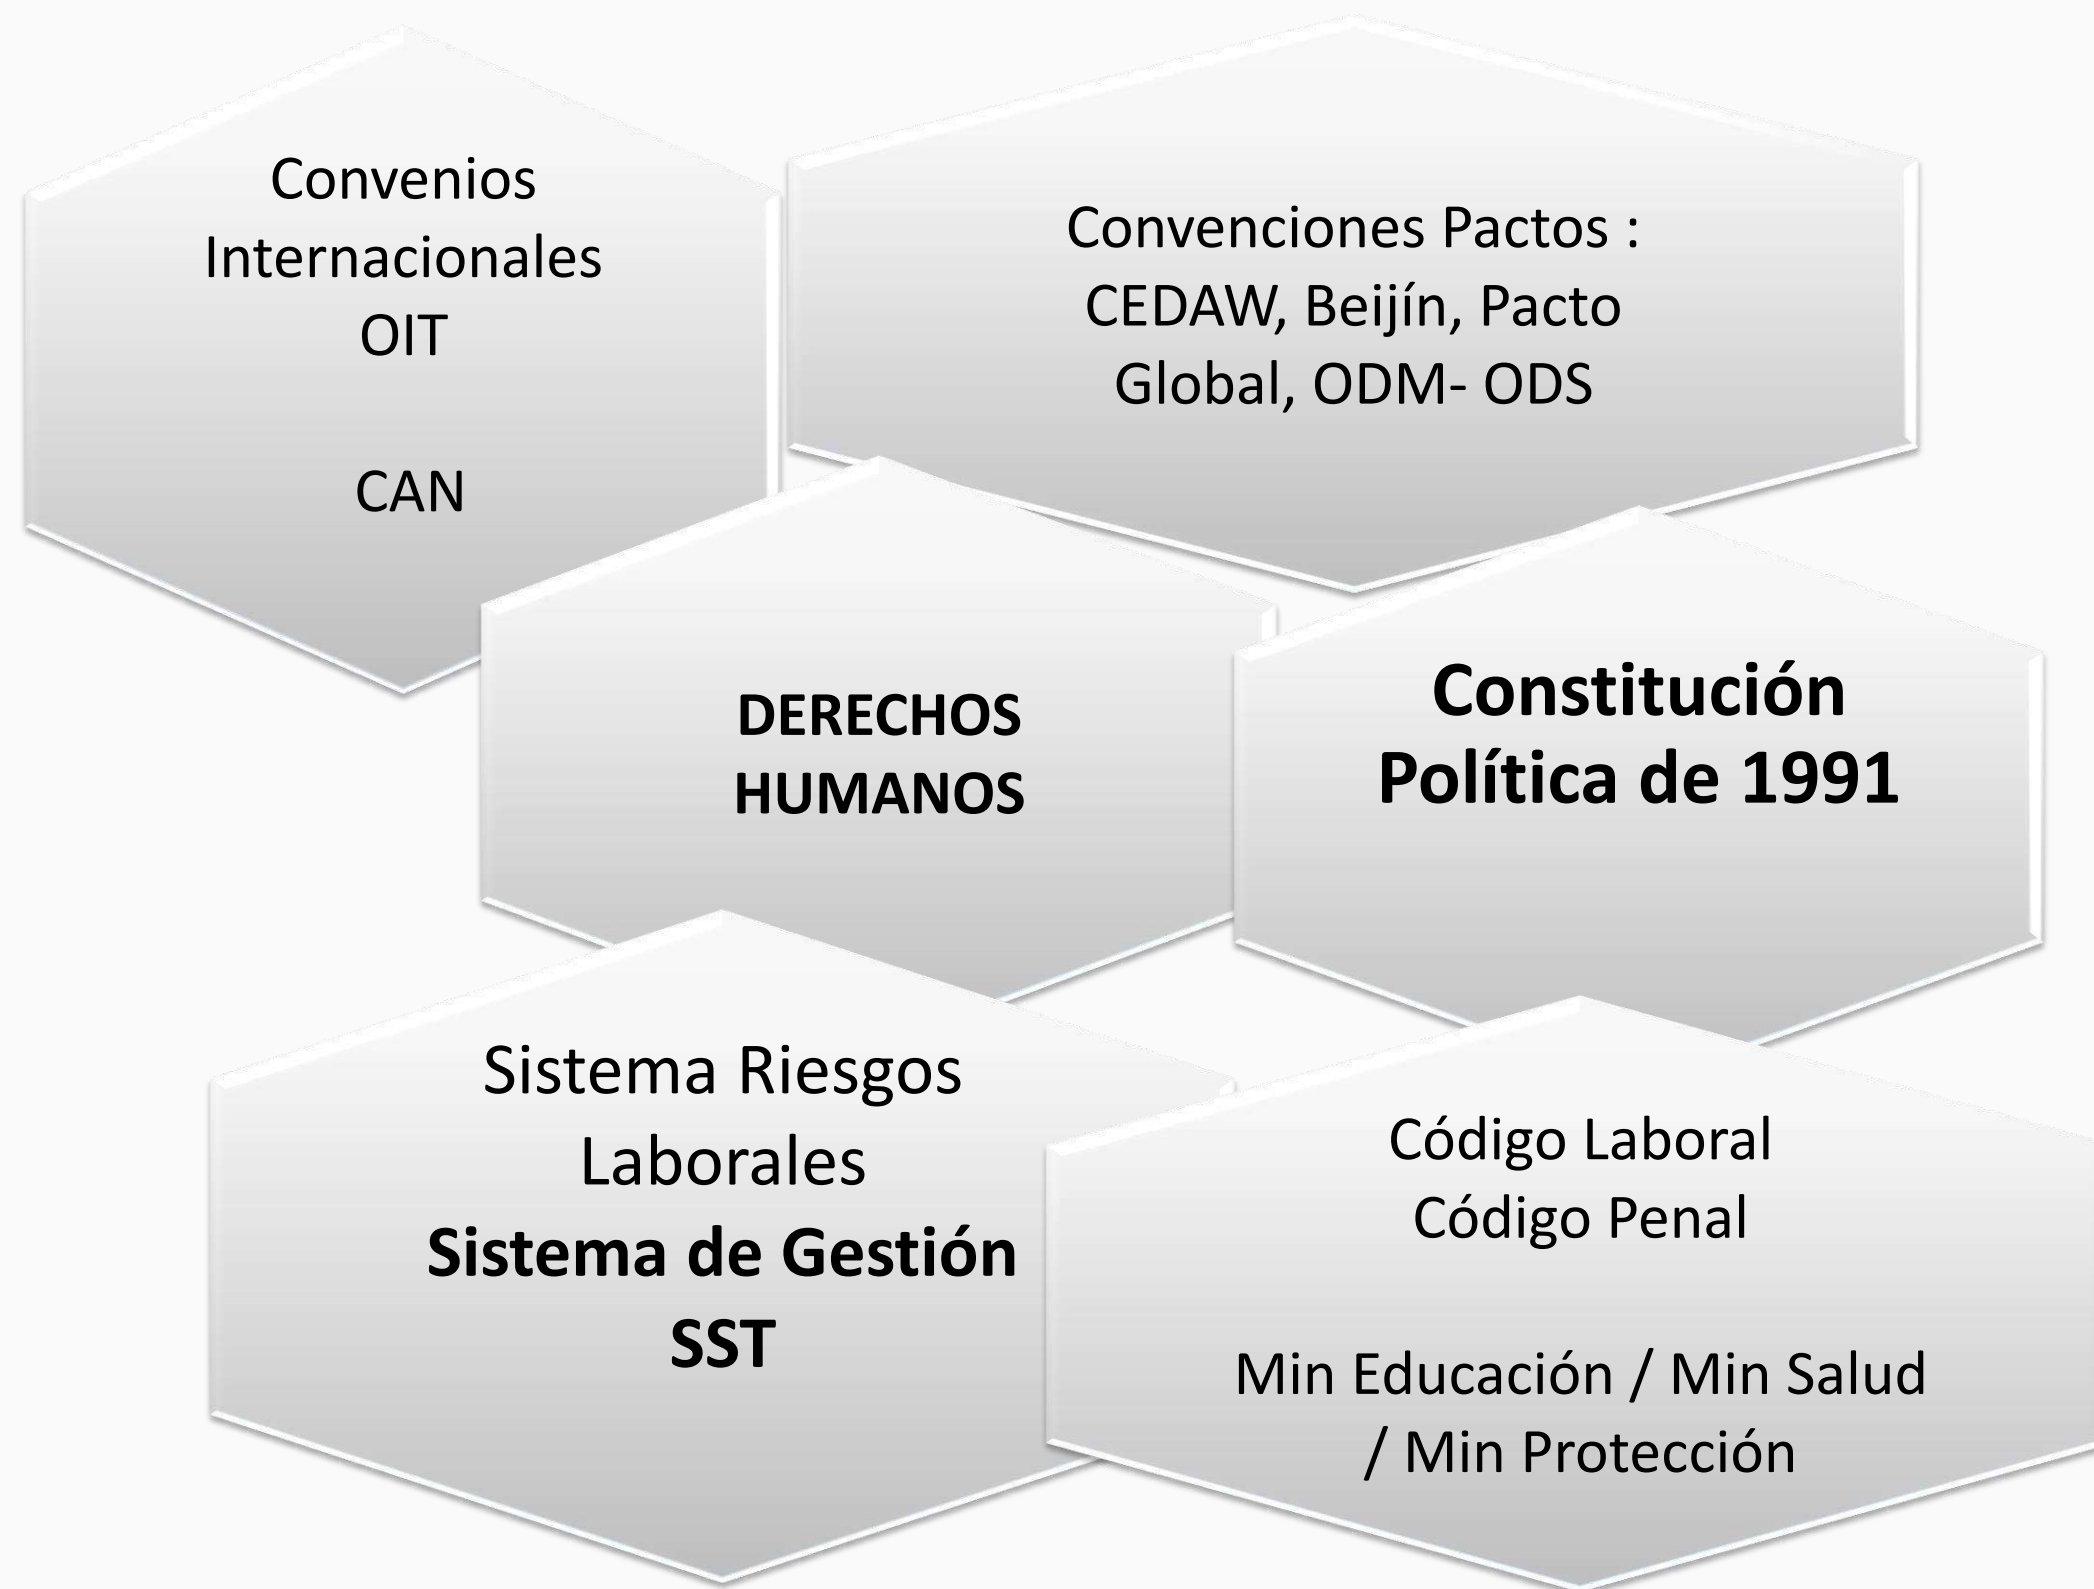 Convenios
Internacionales
OIT
CAN
Convenciones Pactos :
CEDAW, Beijín, Pacto
Global, ODM- ODS
DERECHOS
HUMANOS
Constitución
Política de 1991
Sistema Riesgos
Laborales
Sistema de Gestión
SST
Código Laboral
Código Penal
Min Educación / Min Salud
/ Min Protección